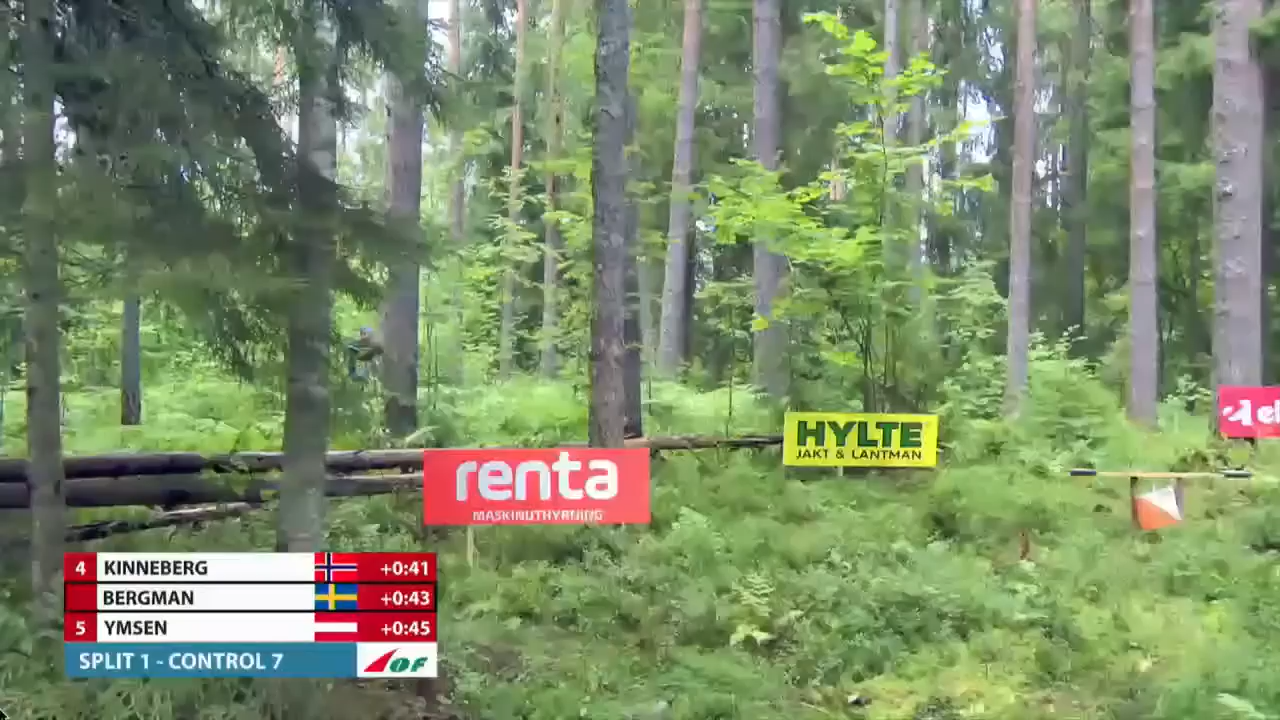 renta
MASKINUTHYRNING
HYLTE
JAKT & LANTMAN
4 KINNEBERG +0:41
BERGMAN +0:43
5 YMSEN +0:45
SPLIT 1 - CONTROL 7 IOF